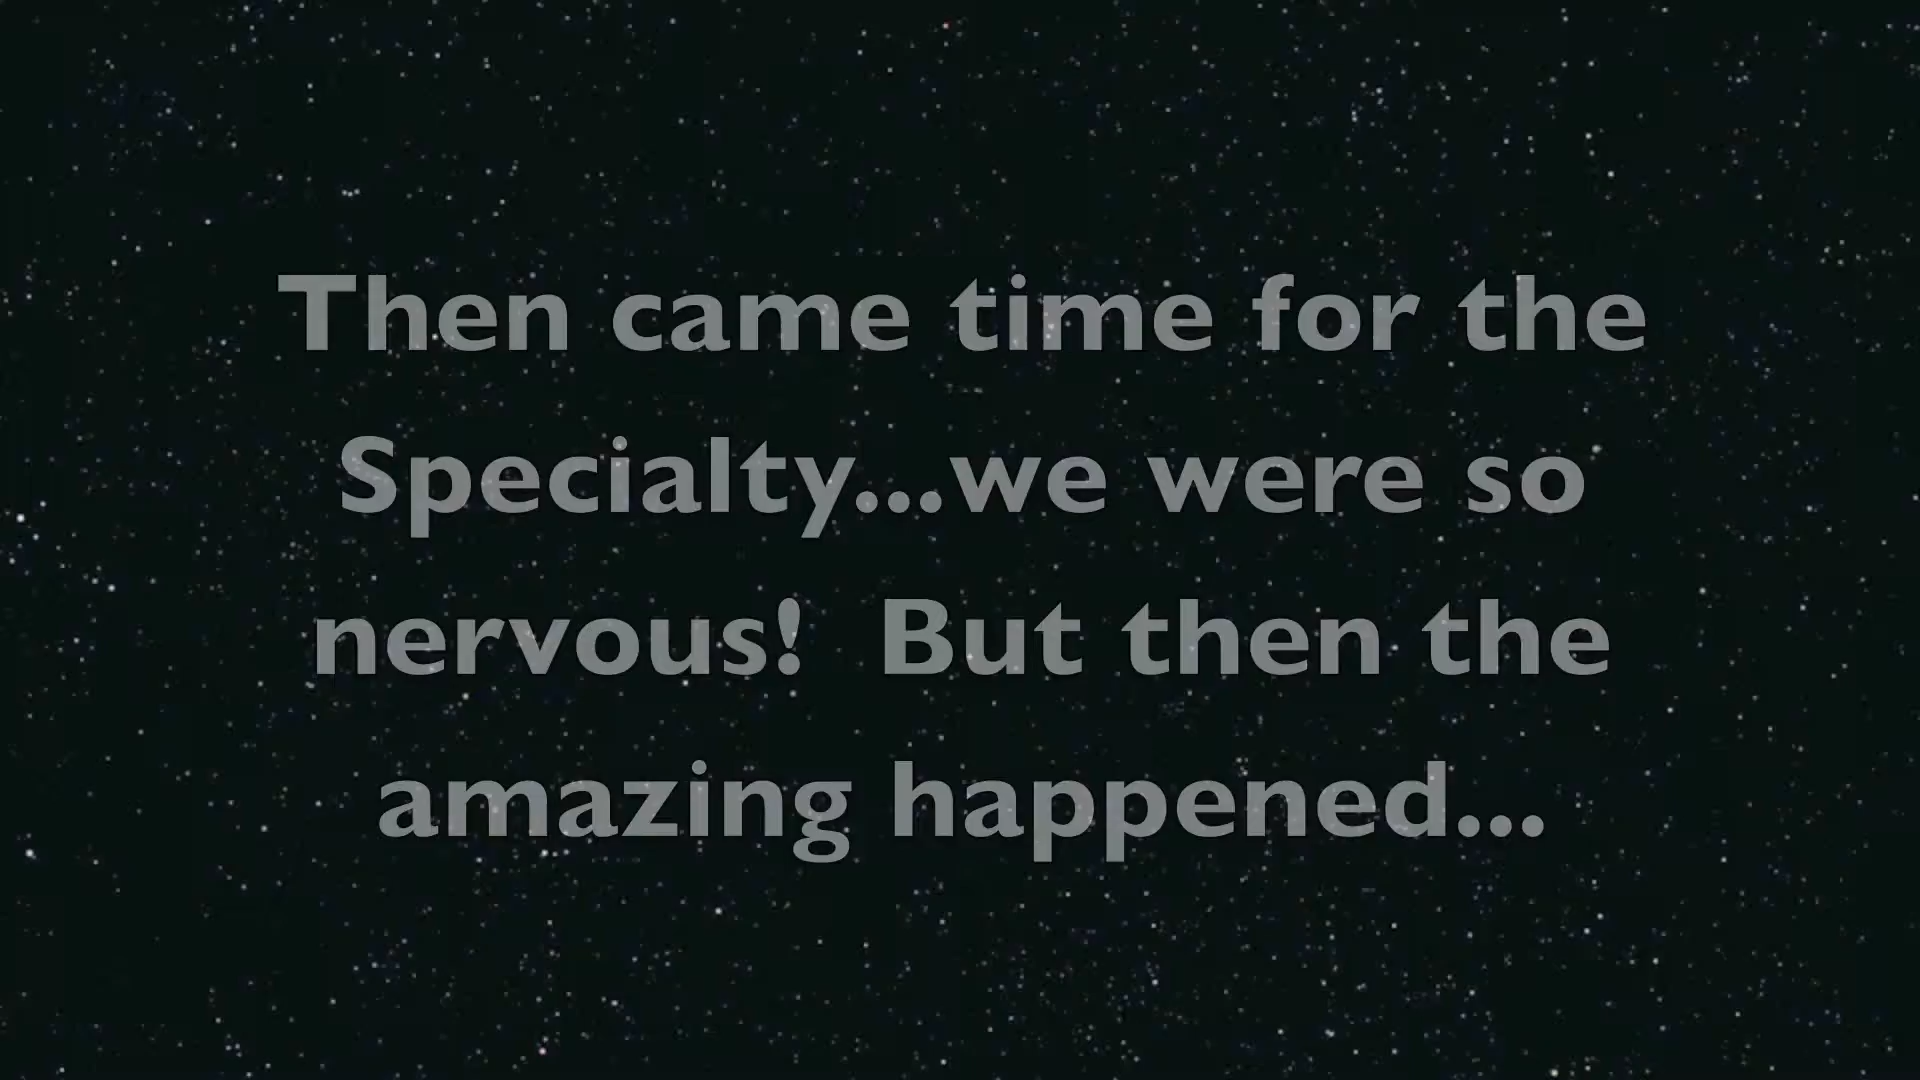 Then came time for the
Specialty...we were so
nervous!  But then the
amazing happened...